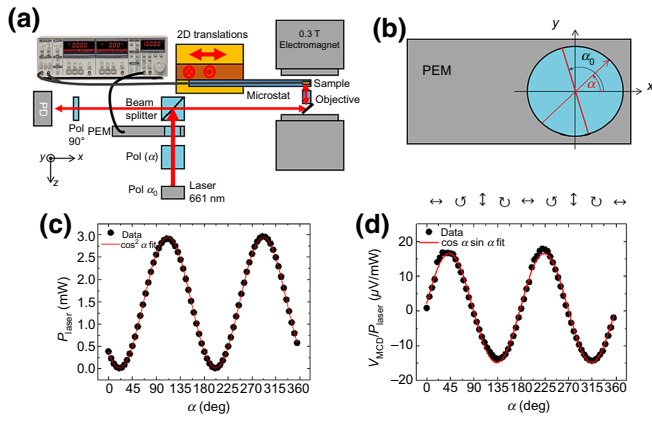 (a)
2D translations
0.3 T
Electromagnet
Sample
Microstat
Objective
Beam
splitter
PD
Pol
90°
PEM
Pol (α)
Pol α0
Laser
661 nm
y
x
z
(b)
PEM
y
x
α0
α
(c)
Data
cos² α fit
Plaser (mW)
3.0
2.5
2.0
1.5
1.0
0.5
0.0
0 45 90 135 180 225 270 315 360
α (deg)
↔ ↺ ↕ ↻ ↔ ↺ ↕ ↻ ↔
(d)
Data
cos α sin α fit
VMCD/Plaser (μV/mW)
20
10
0
−10
−20
0 45 90 135 180 225 270 315 360
α (deg)